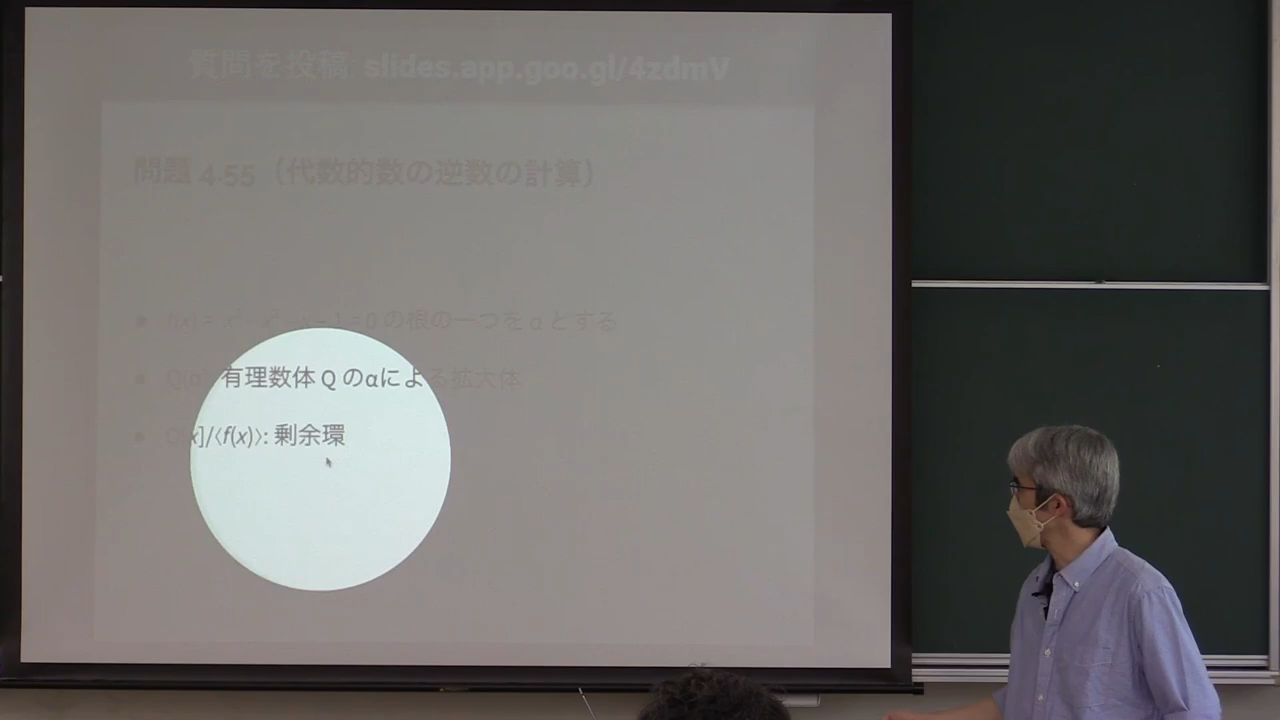 質問を投稿 slides.app.goo.gl/4zdmV
問題 4.55（代数的数の逆数の計算）
の根の一つを α とする
有理数体 Q のαによる拡大体
[x]/⟨f(x)⟩: 剰余環